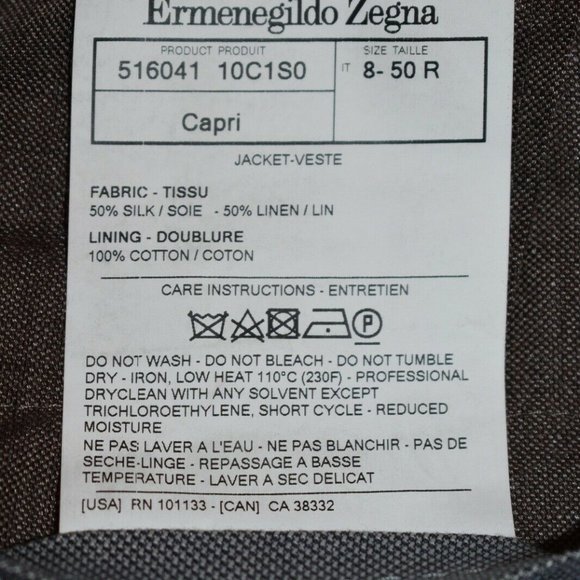 Ermenegildo Zegna
PRODUCT PRODUIT
516041 10C1S0
SIZE TAILLE
IT 8- 50 R
Capri
JACKET-VESTE
FABRIC - TISSU
50% SILK / SOIE - 50% LINEN / LIN
LINING - DOUBLURE
100% COTTON / COTON
CARE INSTRUCTIONS - ENTRETIEN
P
DO NOT WASH - DO NOT BLEACH - DO NOT TUMBLE
DRY - IRON, LOW HEAT 110°C (230F) - PROFESSIONAL
DRYCLEAN WITH ANY SOLVENT EXCEPT
TRICHLOROETHYLENE, SHORT CYCLE - REDUCED
MOISTURE
NE PAS LAVER A L'EAU - NE PAS BLANCHIR - PAS DE
SECHE-LINGE - REPASSAGE A BASSE
TEMPERATURE - LAVER A SEC DELICAT
[USA] RN 101133 - [CAN] CA 38332